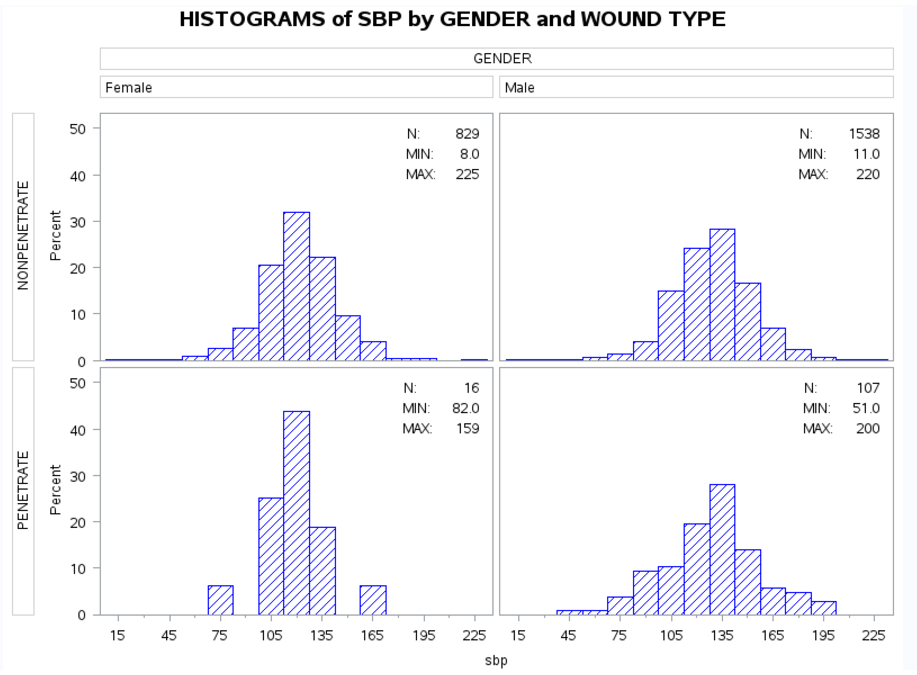 HISTOGRAMS of SBP by GENDER and WOUND TYPE
GENDER
Female
Male
NONPENETRATE
Percent
50
40
30
20
10
0
N: 829
MIN: 8.0
MAX: 225
N: 1538
MIN: 11.0
MAX: 220
PENETRATE
Percent
50
40
30
20
10
0
N: 16
MIN: 82.0
MAX: 159
N: 107
MIN: 51.0
MAX: 200
15 45 75 105 135 165 195 225
15 45 75 105 135 165 195 225
sbp